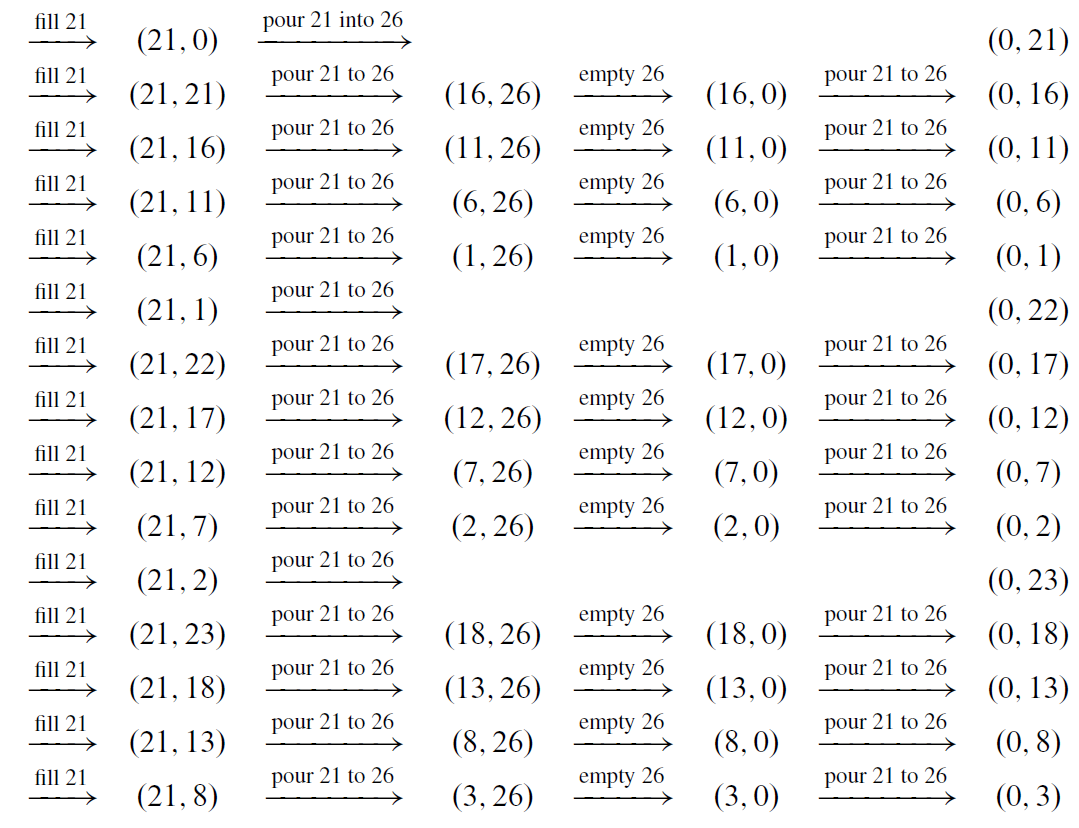 fill 21 → (21, 0) pour 21 into 26 → (0, 21)
fill 21 → (21, 21) pour 21 to 26 → (16, 26) empty 26 → (16, 0) pour 21 to 26 → (0, 16)
fill 21 → (21, 16) pour 21 to 26 → (11, 26) empty 26 → (11, 0) pour 21 to 26 → (0, 11)
fill 21 → (21, 11) pour 21 to 26 → (6, 26) empty 26 → (6, 0) pour 21 to 26 → (0, 6)
fill 21 → (21, 6) pour 21 to 26 → (1, 26) empty 26 → (1, 0) pour 21 to 26 → (0, 1)
fill 21 → (21, 1) pour 21 to 26 → (0, 22)
fill 21 → (21, 22) pour 21 to 26 → (17, 26) empty 26 → (17, 0) pour 21 to 26 → (0, 17)
fill 21 → (21, 17) pour 21 to 26 → (12, 26) empty 26 → (12, 0) pour 21 to 26 → (0, 12)
fill 21 → (21, 12) pour 21 to 26 → (7, 26) empty 26 → (7, 0) pour 21 to 26 → (0, 7)
fill 21 → (21, 7) pour 21 to 26 → (2, 26) empty 26 → (2, 0) pour 21 to 26 → (0, 2)
fill 21 → (21, 2) pour 21 to 26 → (0, 23)
fill 21 → (21, 23) pour 21 to 26 → (18, 26) empty 26 → (18, 0) pour 21 to 26 → (0, 18)
fill 21 → (21, 18) pour 21 to 26 → (13, 26) empty 26 → (13, 0) pour 21 to 26 → (0, 13)
fill 21 → (21, 13) pour 21 to 26 → (8, 26) empty 26 → (8, 0) pour 21 to 26 → (0, 8)
fill 21 → (21, 8) pour 21 to 26 → (3, 26) empty 26 → (3, 0) pour 21 to 26 → (0, 3)